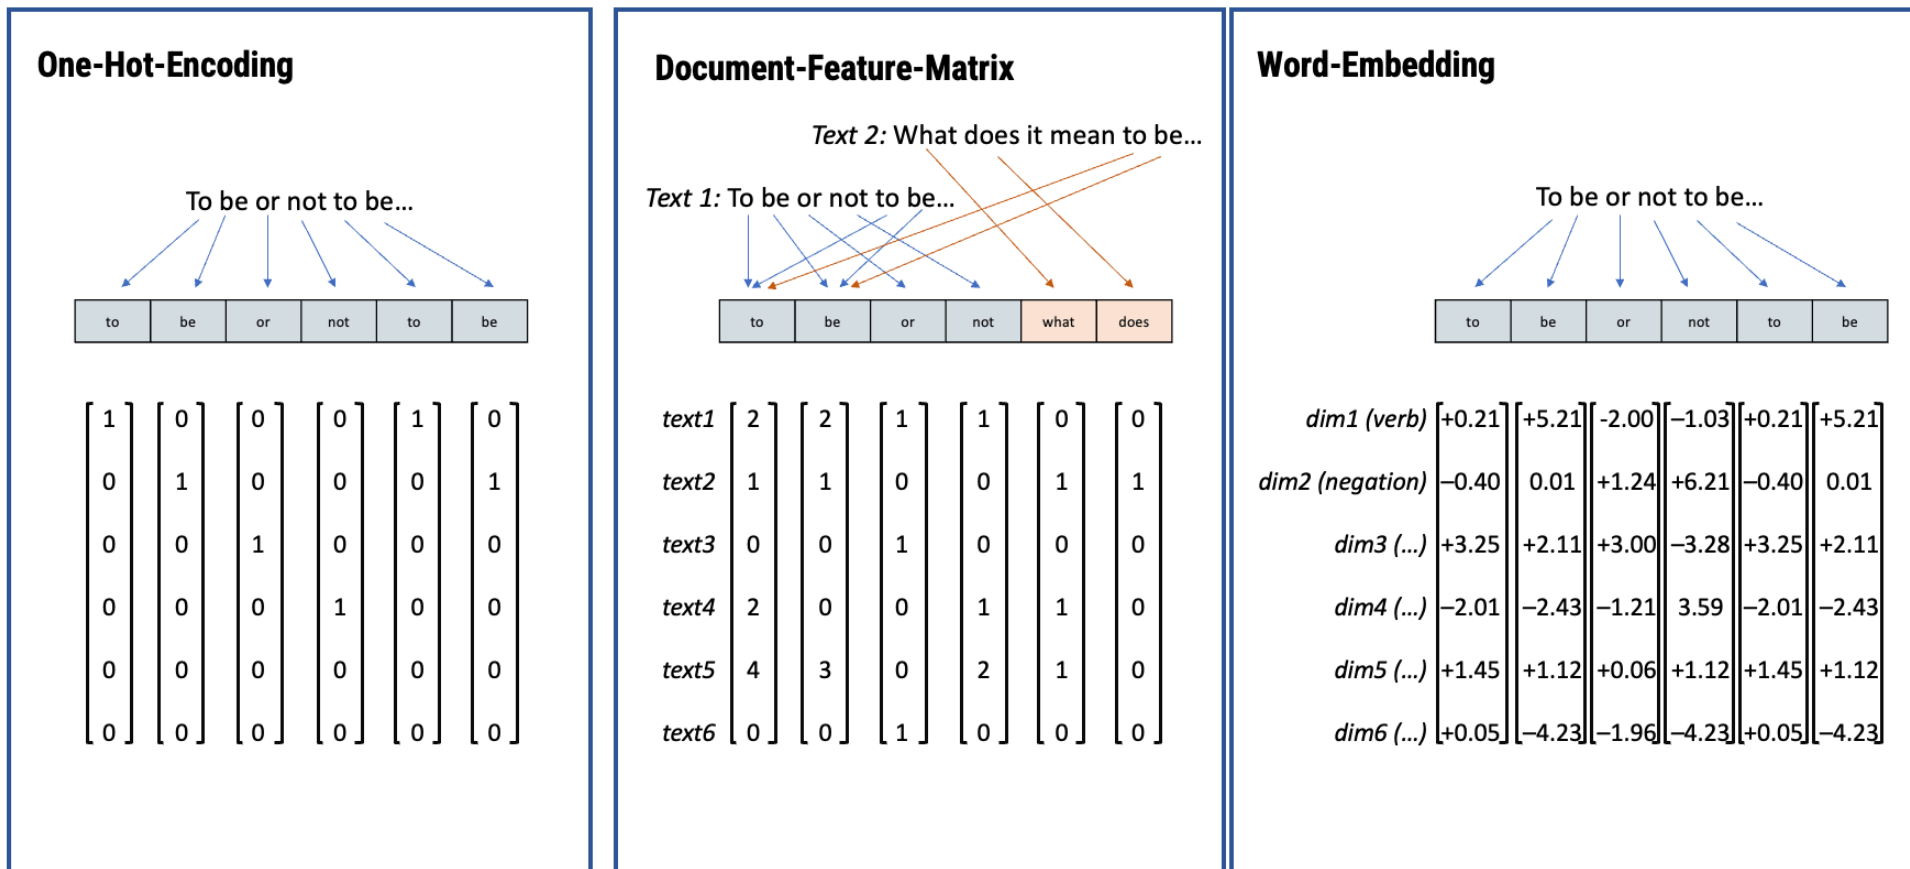 One-Hot-Encoding
To be or not to be...
to be or not to be
1 0 0 0 1 0
0 1 0 0 0 1
0 0 1 0 0 0
0 0 0 1 0 0
0 0 0 0 0 0
0 0 0 0 0 0
Document-Feature-Matrix
Text 2: What does it mean to be...
Text 1: To be or not to be...
to be or not what does
text1 2 2 1 1 0 0
text2 1 1 0 0 1 1
text3 0 0 1 0 0 0
text4 2 0 0 1 1 0
text5 4 3 0 2 1 0
text6 0 0 1 0 0 0
Word-Embedding
To be or not to be...
to be or not to be
dim1 (verb) +0.21 +5.21 -2.00 –1.03 +0.21 +5.21
dim2 (negation) –0.40 0.01 +1.24 +6.21 –0.40 0.01
dim3 (...) +3.25 +2.11 +3.00 –3.28 +3.25 +2.11
dim4 (...) –2.01 –2.43 –1.21 3.59 –2.01 –2.43
dim5 (...) +1.45 +1.12 +0.06 +1.12 +1.45 +1.12
dim6 (...) +0.05 –4.23 –1.96 –4.23 +0.05 –4.23